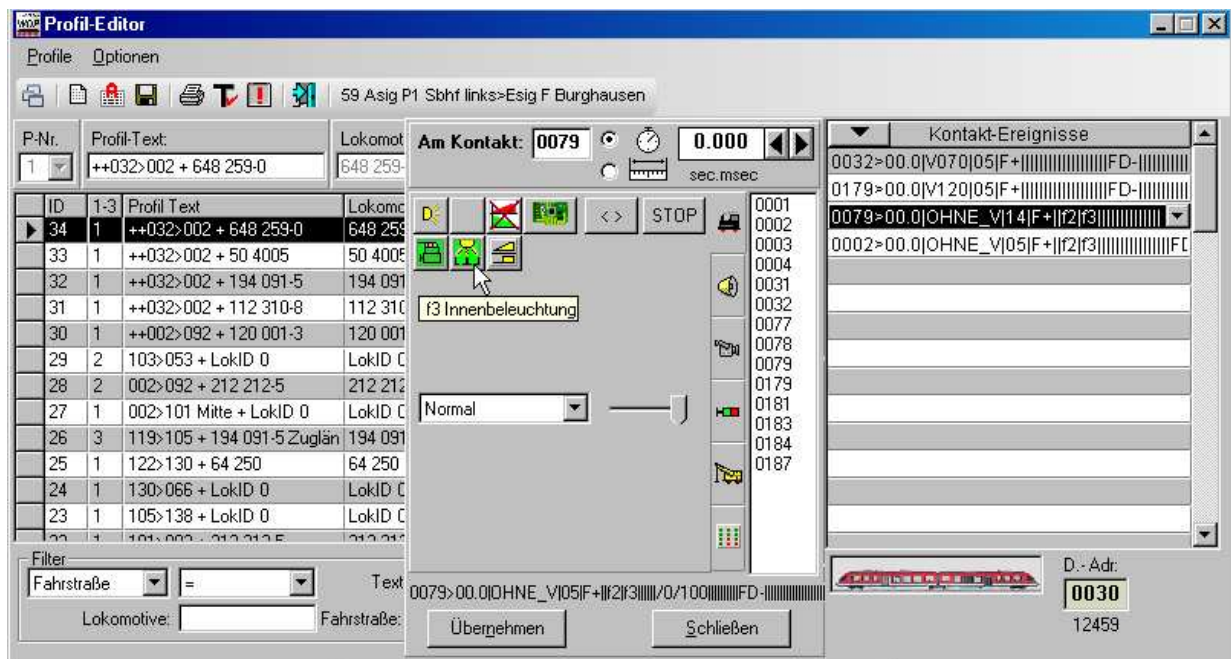 WDP Profil-Editor
Profile Optionen
59 Asig P1 Sbhf links>Esig F Burghausen
P-Nr. Profil-Text: Lokomot
1 ++032>002 + 648 259-0 648 259-
ID 1-3 Profil Text Lokomo
34 1 ++032>002 + 648 259-0 648 259
33 1 ++032>002 + 50 4005 50 4005
32 1 ++032>002 + 194 091-5 194 091
31 1 ++032>002 + 112 310-8 112 310
30 1 ++002>092 + 120 001-3 120 001
29 2 103>053 + LokID 0 LokID 0
28 2 002>092 + 212 212-5 212 212
27 1 002>101 Mitte + LokID 0 LokID 0
26 3 119>105 + 194 091-5 Zuglän 194 091
25 1 122>130 + 64 250 64 250
24 1 130>066 + LokID 0 LokID 0
23 1 105>138 + LokID 0 LokID 0
Filter
Fahrstraße = Text
Lokomotive: Fahrstraße:
Am Kontakt: 0079 0.000
sec.msec
<> STOP
f3 Innenbeleuchtung
Normal
0001
0002
0003
0004
0031
0032
0077
0078
0079
0179
0181
0183
0184
0187
0079>00.0|OHNE_V|05|F+||f2|f3||||||/0/100|||||||||FD-||||||||||||
Übernehmen Schließen
Kontakt-Ereignisse
0032>00.0|V070|05|F+||||||||||||||||||FD-||||||||||
0179>00.0|V120|05|F+||||||||||||||||||FD-||||||||||
0079>00.0|OHNE_V|14|F+||f2|f3||||||||||||||
0002>00.0|OHNE_V|05|F+||f2|f3|||||||||||||||F[
D.- Adr:
0030
12459